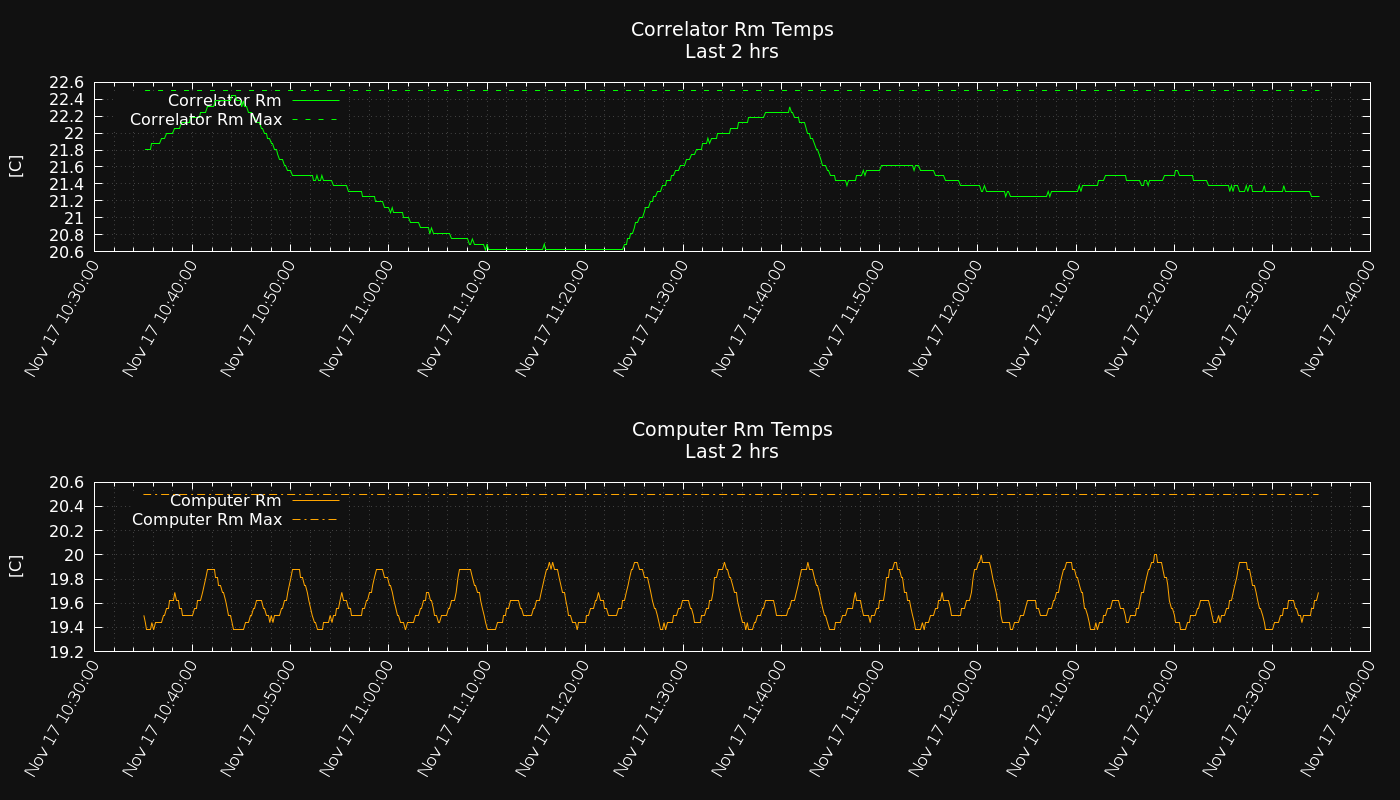 Correlator Rm Temps
Last 2 hrs
[C]
22.6
22.4
22.2
22
21.8
21.6
21.4
21.2
21
20.8
20.6
Correlator Rm
Correlator Rm Max
Nov 17 10:30:00
Nov 17 10:40:00
Nov 17 10:50:00
Nov 17 11:00:00
Nov 17 11:10:00
Nov 17 11:20:00
Nov 17 11:30:00
Nov 17 11:40:00
Nov 17 11:50:00
Nov 17 12:00:00
Nov 17 12:10:00
Nov 17 12:20:00
Nov 17 12:30:00
Nov 17 12:40:00
Computer Rm Temps
Last 2 hrs
[C]
20.6
20.4
20.2
20
19.8
19.6
19.4
19.2
Computer Rm
Computer Rm Max
Nov 17 10:30:00
Nov 17 10:40:00
Nov 17 10:50:00
Nov 17 11:00:00
Nov 17 11:10:00
Nov 17 11:20:00
Nov 17 11:30:00
Nov 17 11:40:00
Nov 17 11:50:00
Nov 17 12:00:00
Nov 17 12:10:00
Nov 17 12:20:00
Nov 17 12:30:00
Nov 17 12:40:00